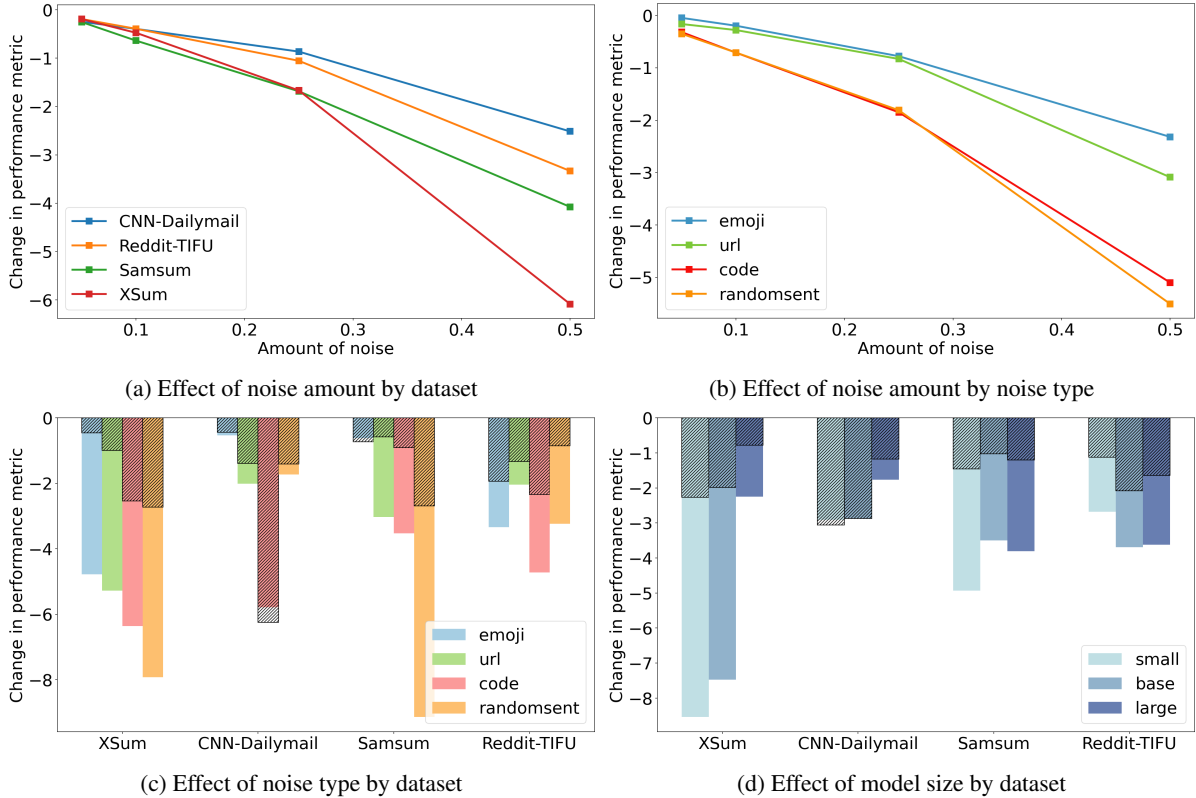 0
−1
−2
−3
−4
−5
−6
Change in performance metric
CNN-Dailymail
Reddit-TIFU
Samsum
XSum
0.1
0.2
0.3
0.4
0.5
Amount of noise
(a) Effect of noise amount by dataset
0
−1
−2
−3
−4
−5
Change in performance metric
emoji
url
code
randomsent
0.1
0.2
0.3
0.4
0.5
Amount of noise
(b) Effect of noise amount by noise type
0
−2
−4
−6
−8
Change in performance metric
emoji
url
code
randomsent
XSum
CNN-Dailymail
Samsum
Reddit-TIFU
(c) Effect of noise type by dataset
0
−1
−2
−3
−4
−5
−6
−7
−8
Change in performance metric
small
base
large
XSum
CNN-Dailymail
Samsum
Reddit-TIFU
(d) Effect of model size by dataset